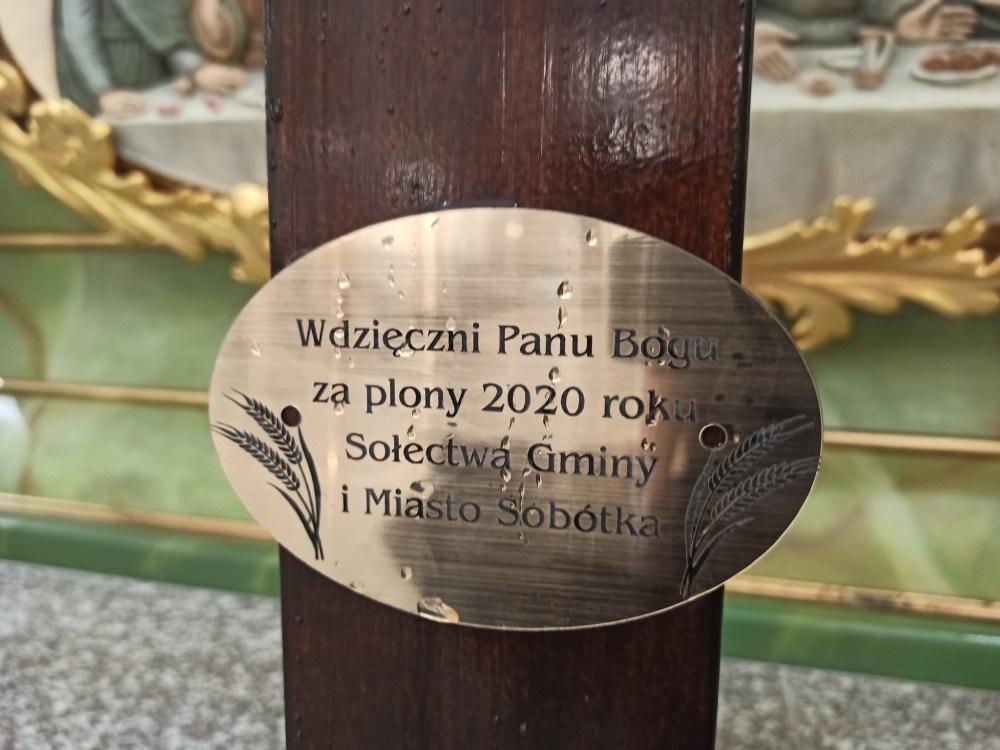 Wdzięczni Panu Bogu
za plony 2020 roku
Sołectwa Gminy
i Miasto Sobótka